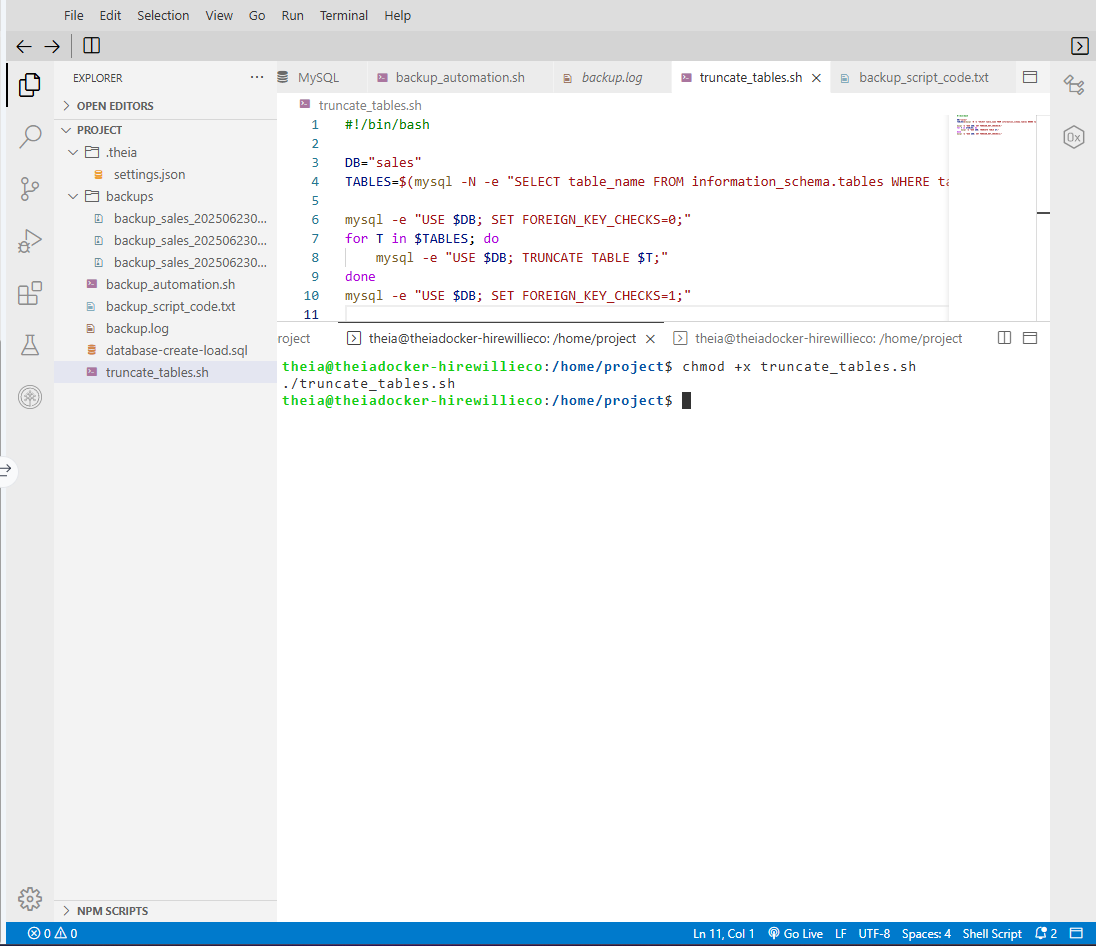 File Edit Selection View Go Run Terminal Help
EXPLORER ...
OPEN EDITORS
PROJECT
.theia
settings.json
backups
backup_sales_202506230...
backup_sales_202506230...
backup_sales_202506230...
backup_automation.sh
backup_script_code.txt
backup.log
database-create-load.sql
truncate_tables.sh
NPM SCRIPTS
MySQL backup_automation.sh backup.log truncate_tables.sh backup_script_code.txt
truncate_tables.sh
1 #!/bin/bash
2
3 DB="sales"
4 TABLES=$(mysql -N -e "SELECT table_name FROM information_schema.tables WHERE ta
5
6 mysql -e "USE $DB; SET FOREIGN_KEY_CHECKS=0;"
7 for T in $TABLES; do
8 mysql -e "USE $DB; TRUNCATE TABLE $T;"
9 done
10 mysql -e "USE $DB; SET FOREIGN_KEY_CHECKS=1;"
11
roject theia@theiadocker-hirewillieco: /home/project theia@theiadocker-hirewillieco: /home/project
theia@theiadocker-hirewillieco:/home/project$ chmod +x truncate_tables.sh
./truncate_tables.sh
theia@theiadocker-hirewillieco:/home/project$
0x
0 0
Ln 11, Col 1 Go Live LF UTF-8 Spaces: 4 Shell Script 2